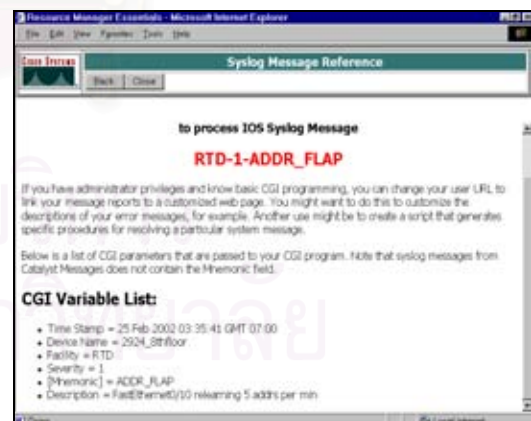 Resource Manager Essentials - Microsoft Internet Explorer
File Edit View Favorites Tools Help
CISCO SYSTEMS
Syslog Message Reference
Back Close
to process IOS Syslog Message
RTD-1-ADDR_FLAP
If you have administrator privileges and know basic CGI programming, you can change your user URL to
link your message reports to a customized web page. You might want to do this to customize the
descriptions of your error messages, for example. Another use might be to create a script that generates
specific procedures for resolving a particular system message.
Below is a list of CGI parameters that are passed to your CGI program. Note that syslog messages from
Catalyst Messages does not contain the Mnemonic field.
CGI Variable List:
Time Stamp = 25 Feb 2002 03:35:41 GMT 07:00
Device Name = 2924_8thfloor
Facility = RTD
Severity = 1
[Mnemonic] = ADDR_FLAP
Description = FastEthernet0/10 relearning 5 addrs per min
Done
Local intranet